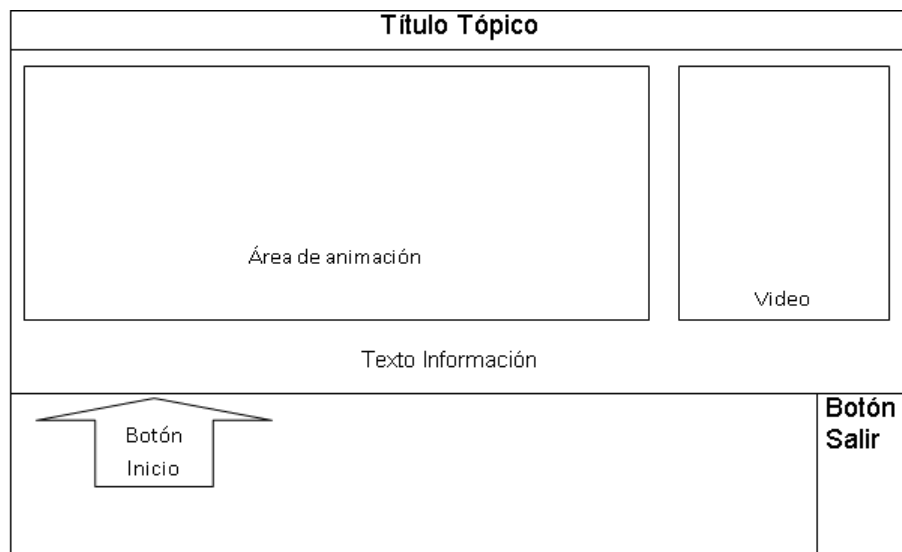 Título Tópico
Área de animación
Video
Texto Información
Botón
Inicio
Botón
Salir